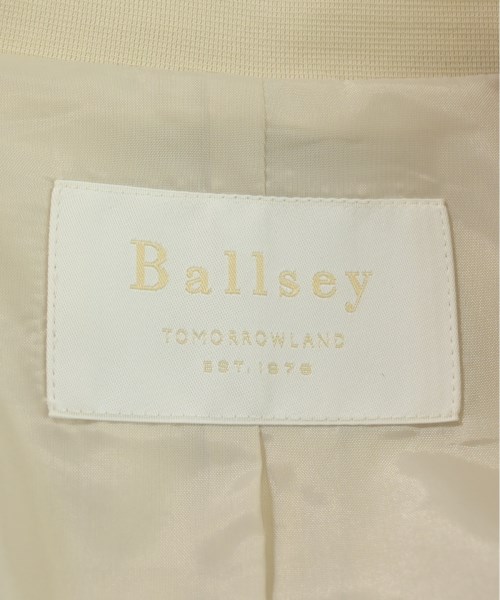 Ballsey
TOMORROWLAND
EST. 1978